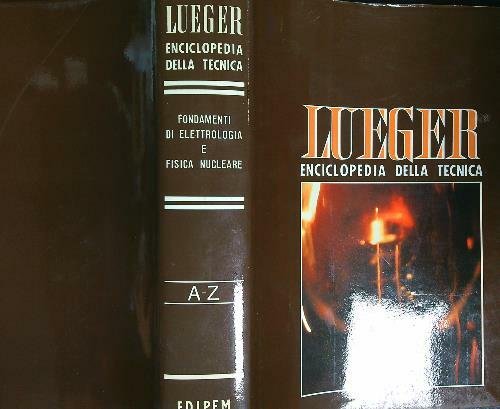 LUEGER
ENCICLOPEDIA
DELLA TECNICA
FONDAMENTI
DI ELETTROLOGIA
E
FISICA NUCLEARE
A-Z
EDIPEM
LUEGER
ENCICLOPEDIA DELLA TECNICA